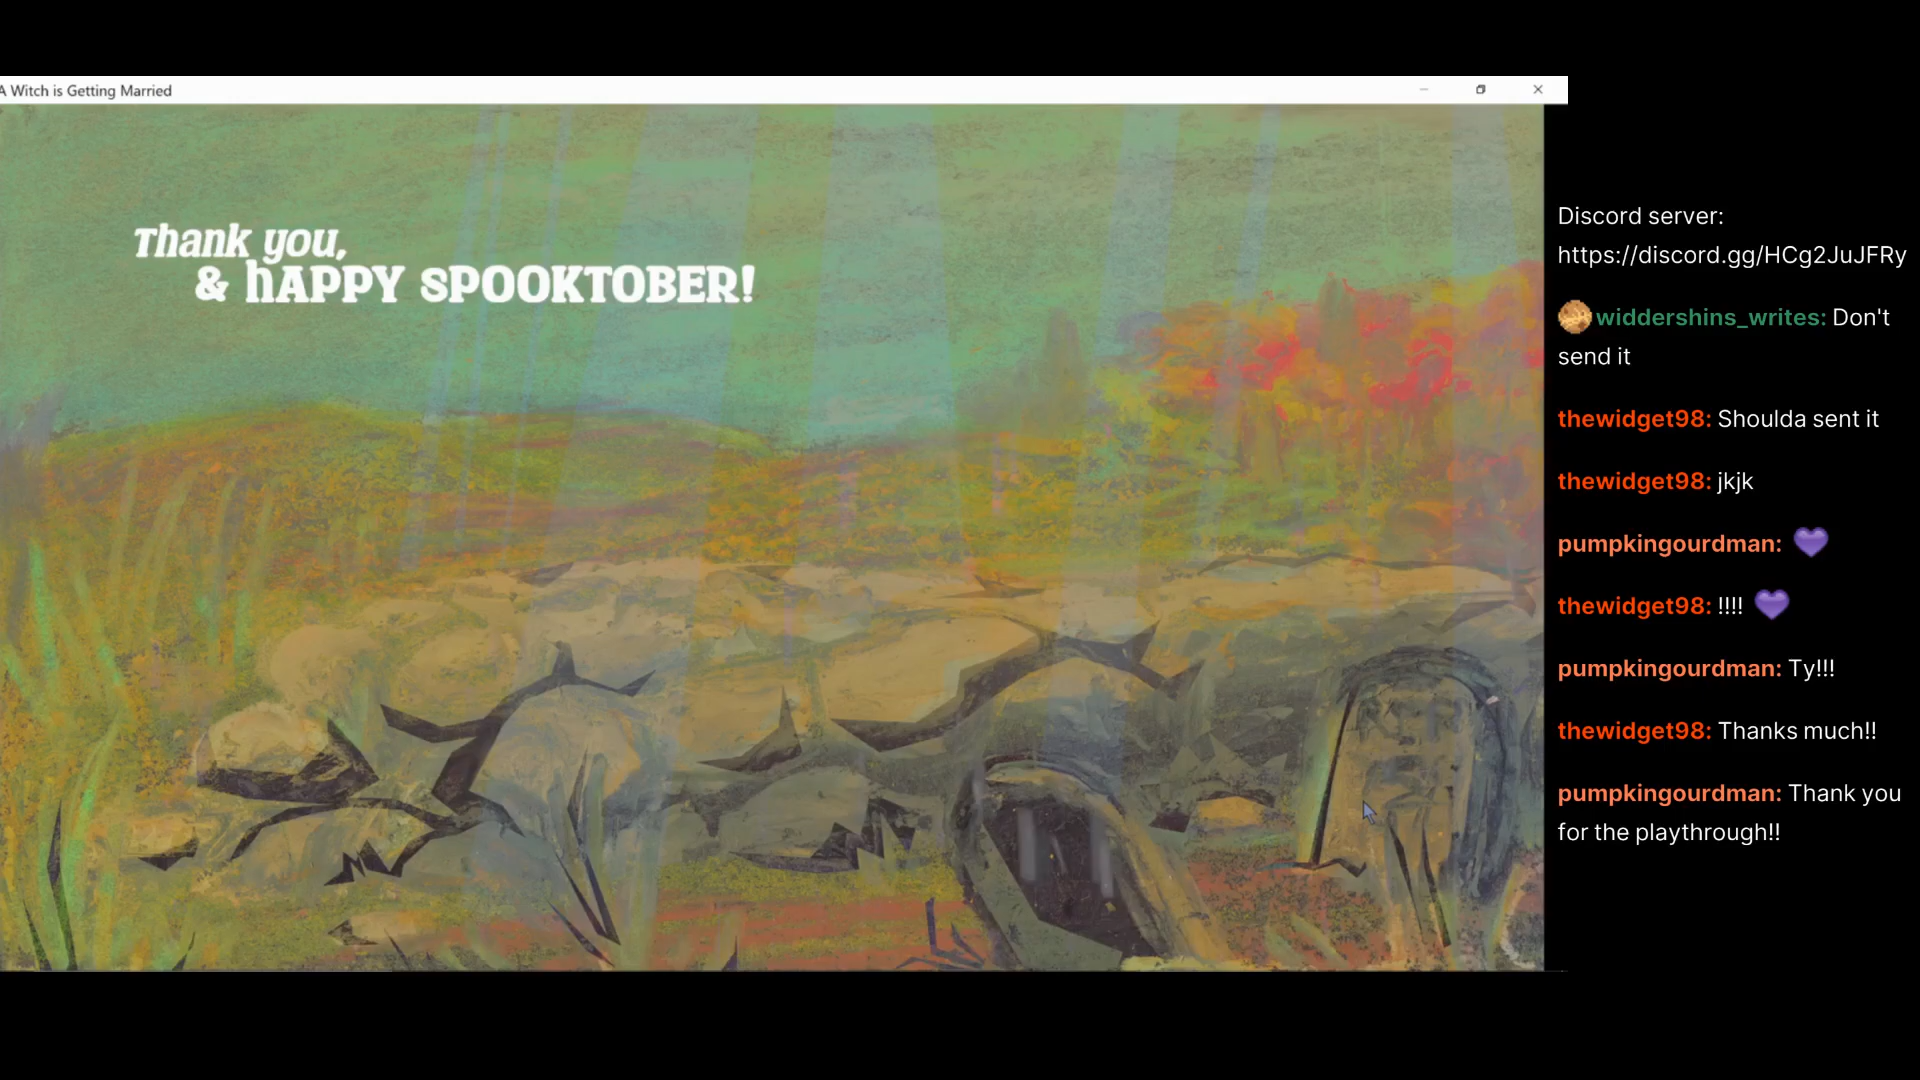 A Witch is Getting Married
Thank you,
& hAPPY SPOOKTOBER!
Discord server:
https://discord.gg/HCg2JuJFRy
widdershins_writes: Don't
send it
thewidget98: Shoulda sent it
thewidget98: jkjk
pumpkingourdman: 💜
thewidget98: !!!! 💜
pumpkingourdman: Ty!!!
thewidget98: Thanks much!!
pumpkingourdman: Thank you
for the playthrough!!